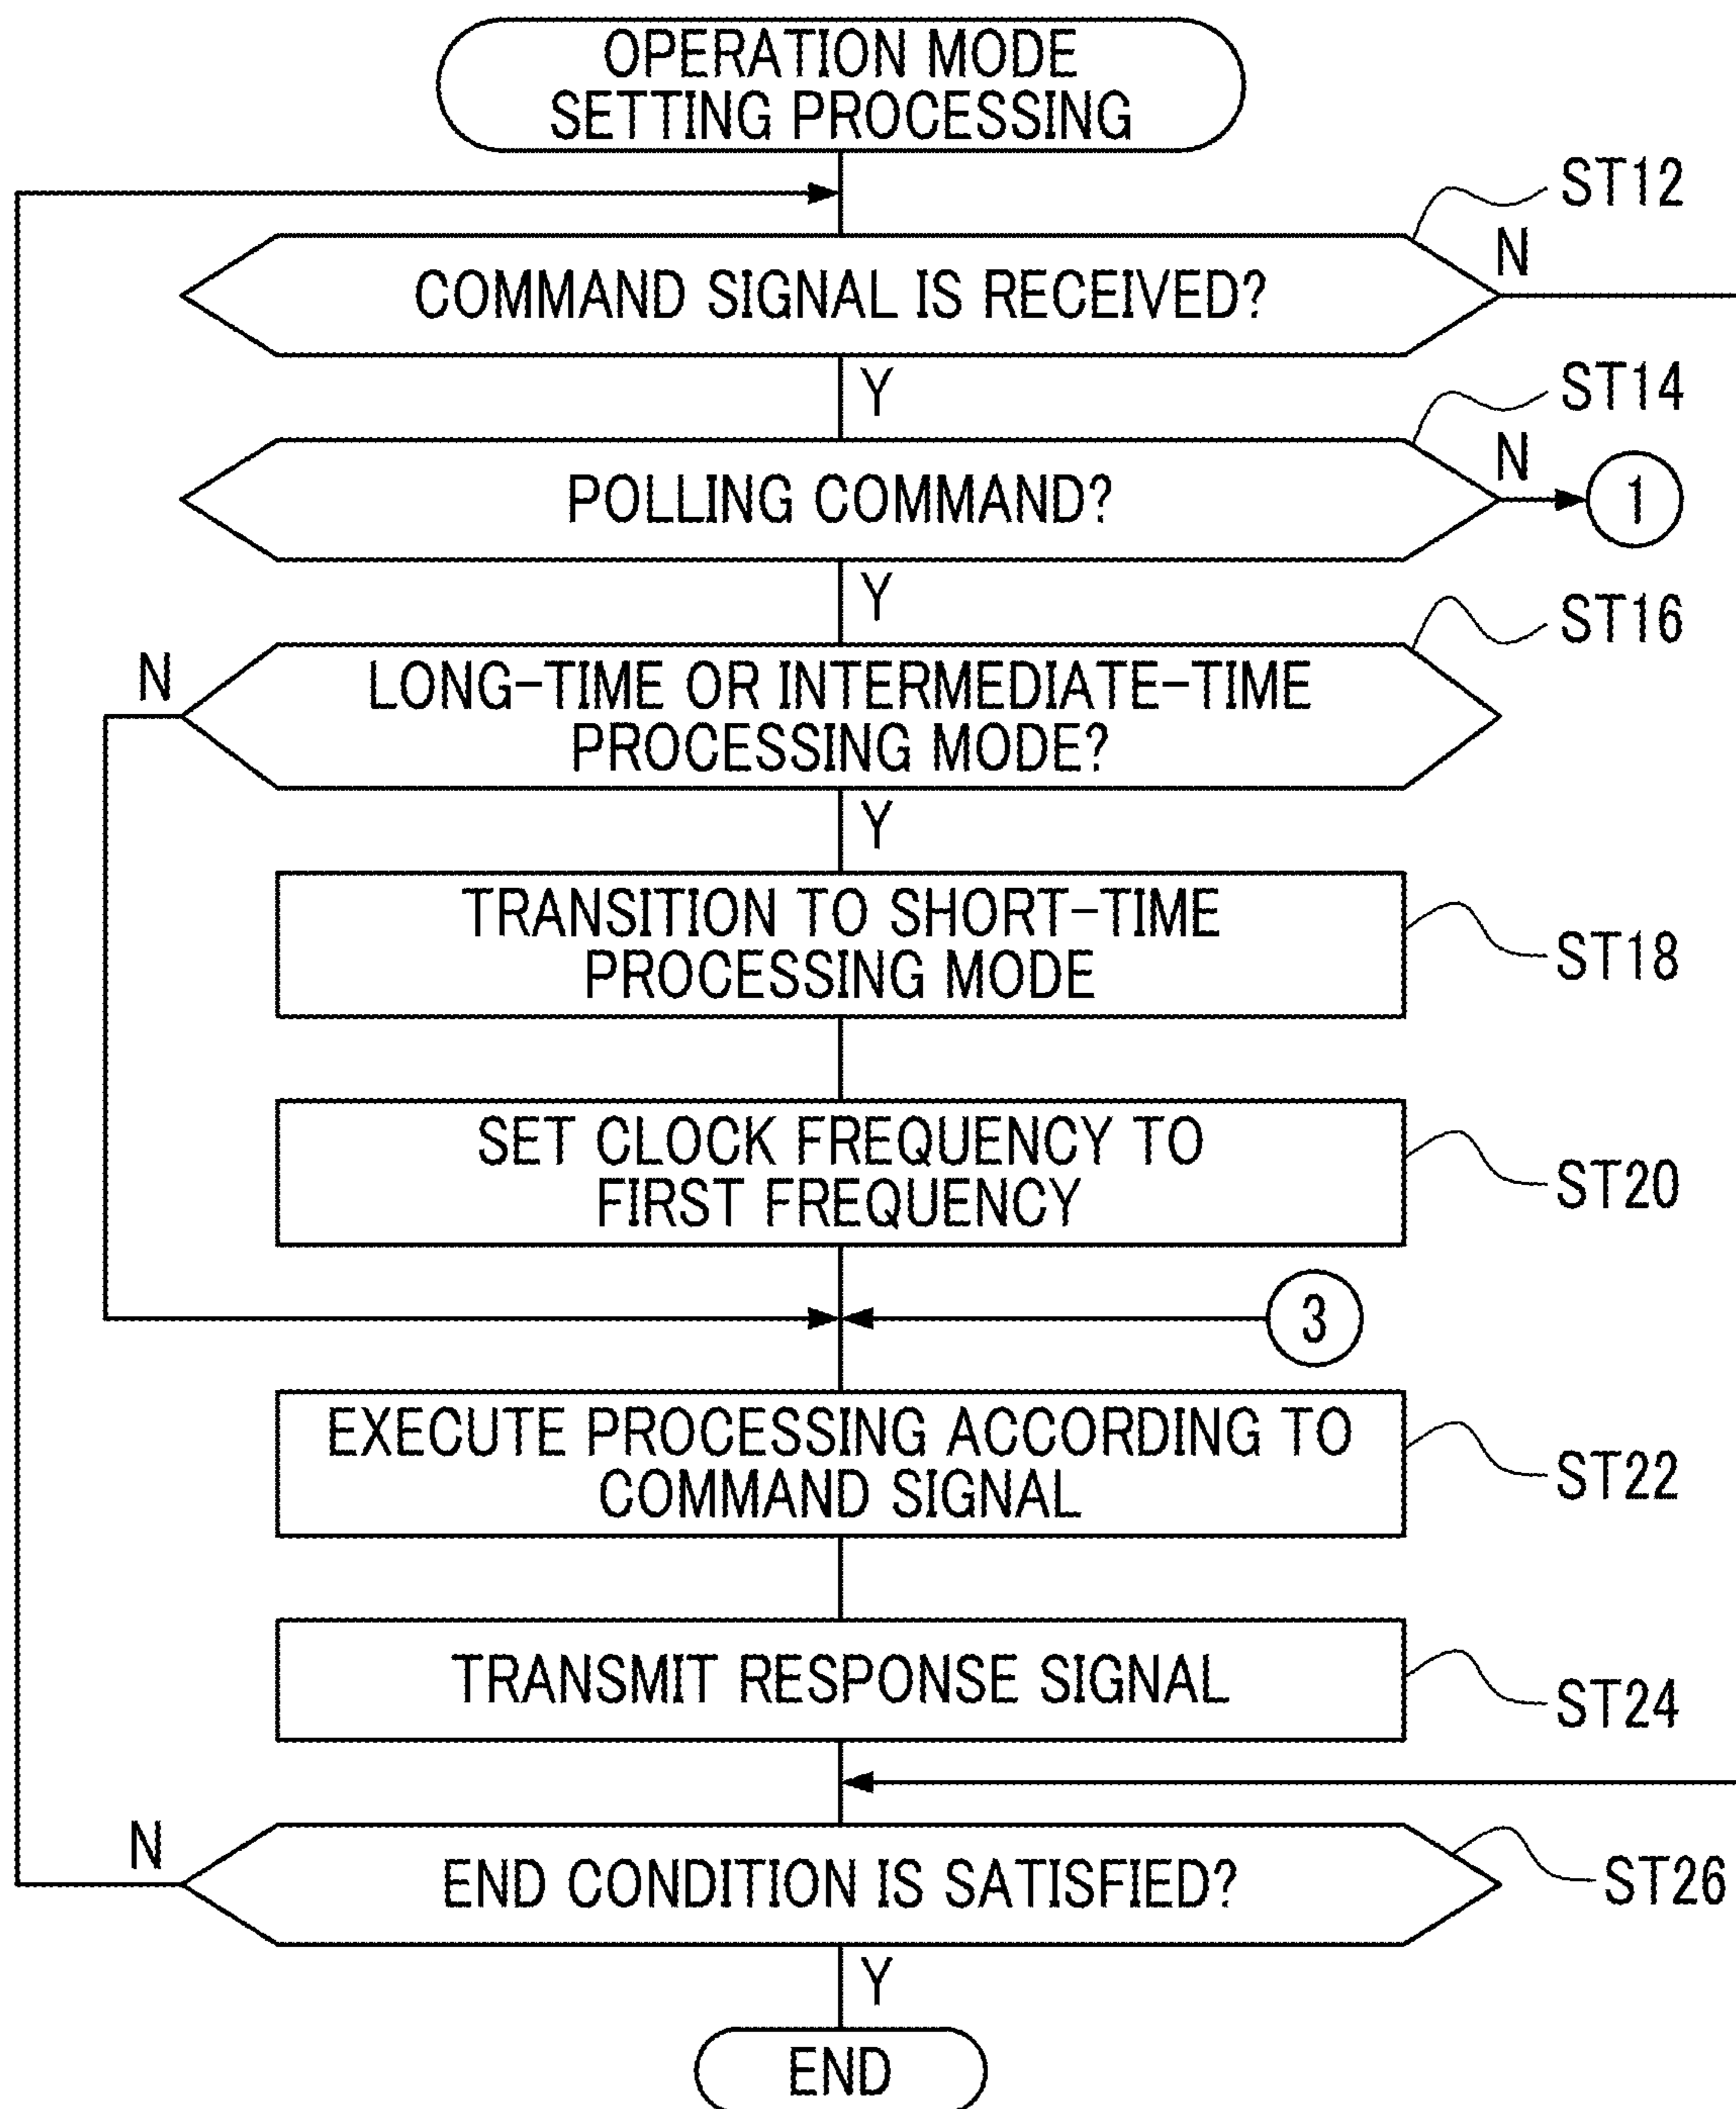 OPERATION MODE
SETTING PROCESSING
ST12
COMMAND SIGNAL IS RECEIVED?
N
Y
ST14
POLLING COMMAND?
N
1
Y
ST16
N
LONG-TIME OR INTERMEDIATE-TIME
PROCESSING MODE?
Y
TRANSITION TO SHORT-TIME
PROCESSING MODE
ST18
SET CLOCK FREQUENCY TO
FIRST FREQUENCY
ST20
3
EXECUTE PROCESSING ACCORDING TO
COMMAND SIGNAL
ST22
TRANSMIT RESPONSE SIGNAL
ST24
N
END CONDITION IS SATISFIED?
ST26
Y
END